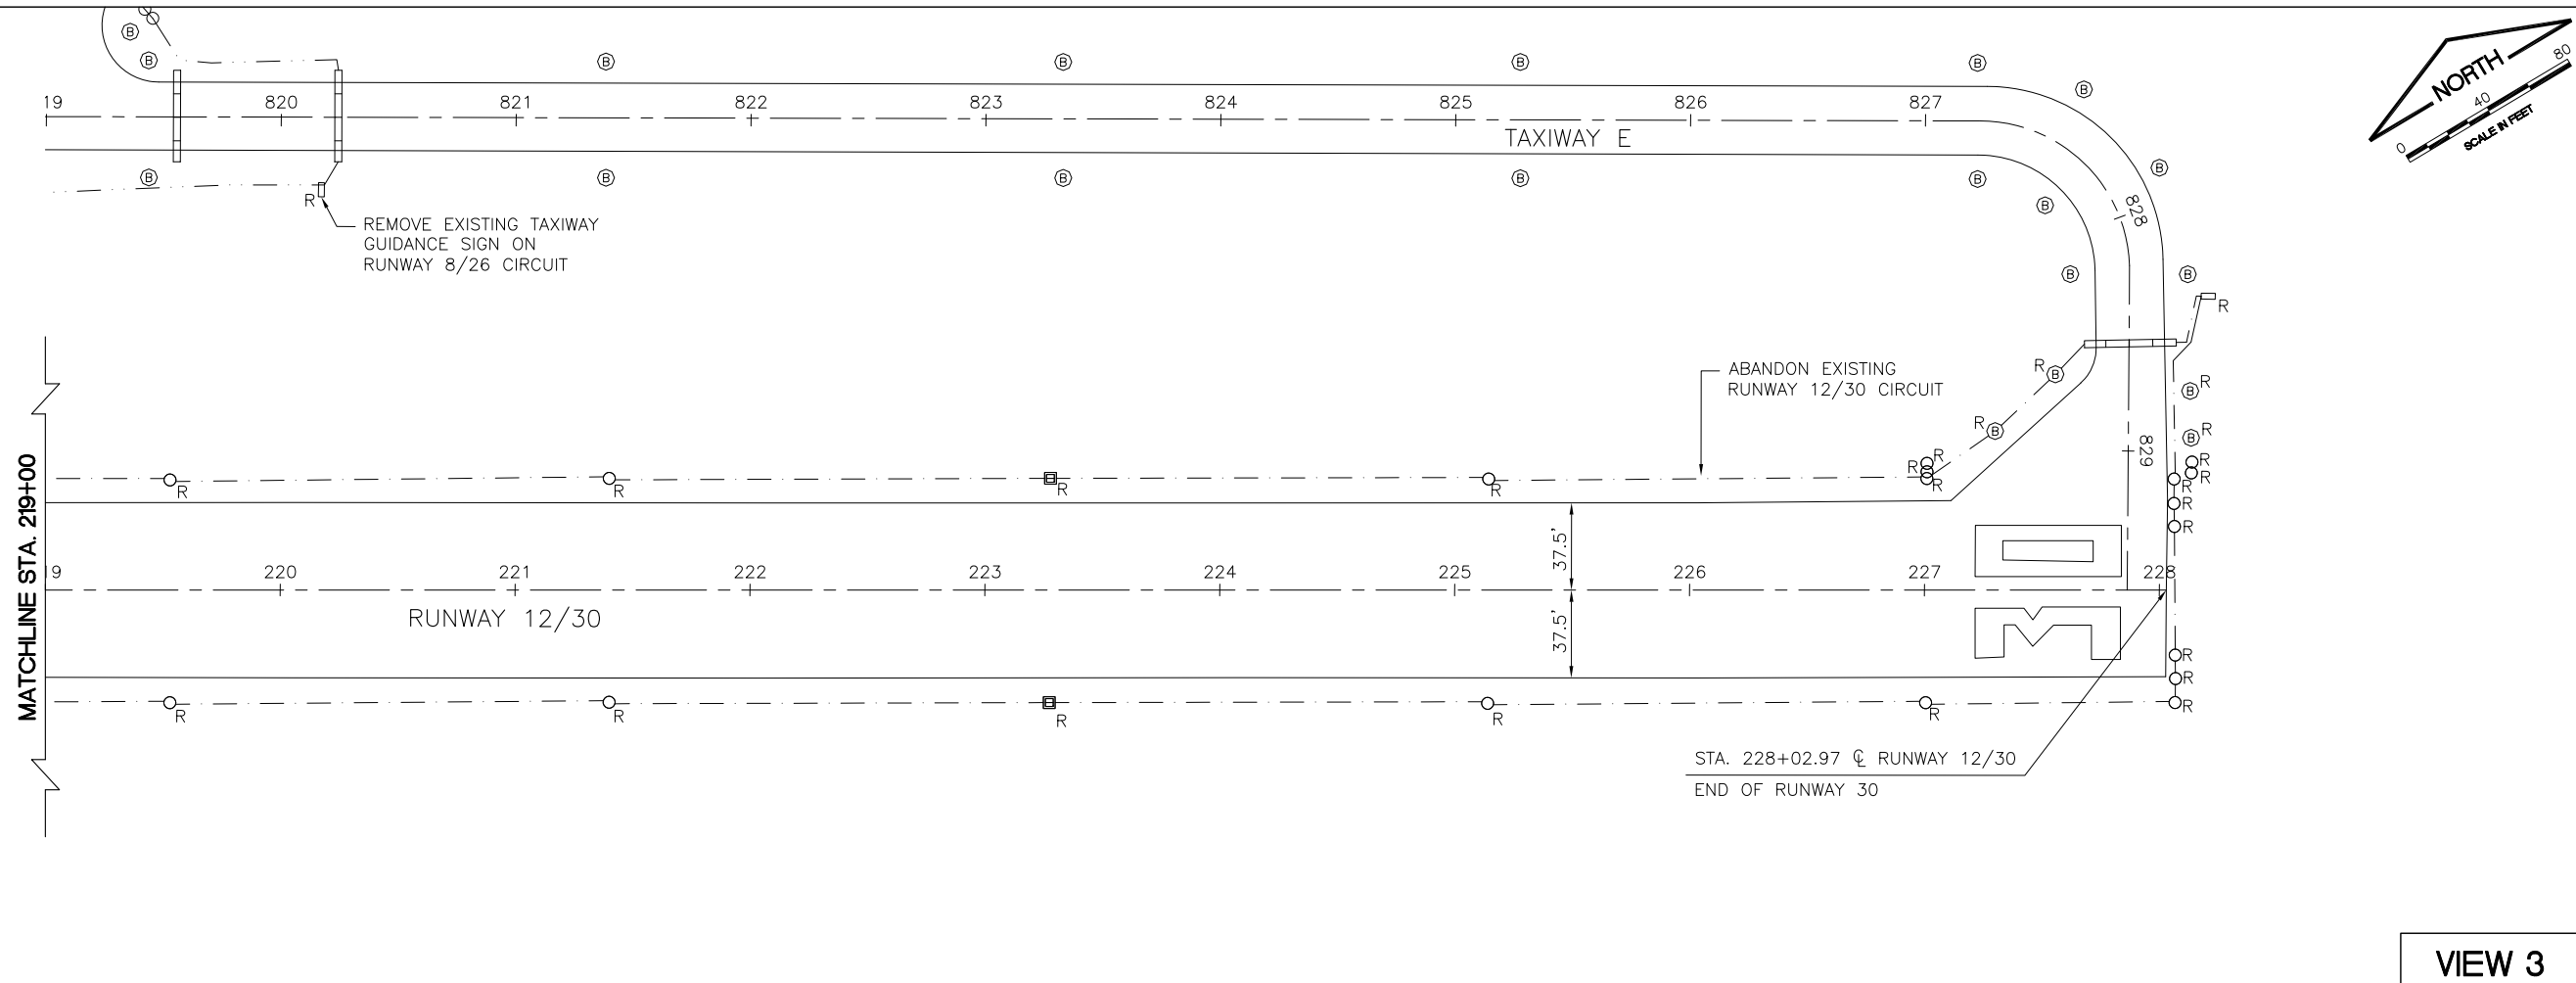 B
B
B
B
B
B
B
19
820
821
822
823
824
825
826
827
828
829
TAXIWAY E
NORTH
0
40
80
SCALE IN FEET
B
B
B
B
B
B
B
B
B
R
REMOVE EXISTING TAXIWAY
GUIDANCE SIGN ON
RUNWAY 8/26 CIRCUIT
R
ABANDON EXISTING
RUNWAY 12/30 CIRCUIT
R
B
R
B
B
R
B
R
MATCHLINE STA. 219+00
R
R
R
R
R
R
R
R
R
R
R
R
37.5'
37.5'
19
220
221
222
223
224
225
226
227
228
RUNWAY 12/30
R
R
R
R
R
R
R
STA. 228+02.97 ℄ RUNWAY 12/30
END OF RUNWAY 30
VIEW 3